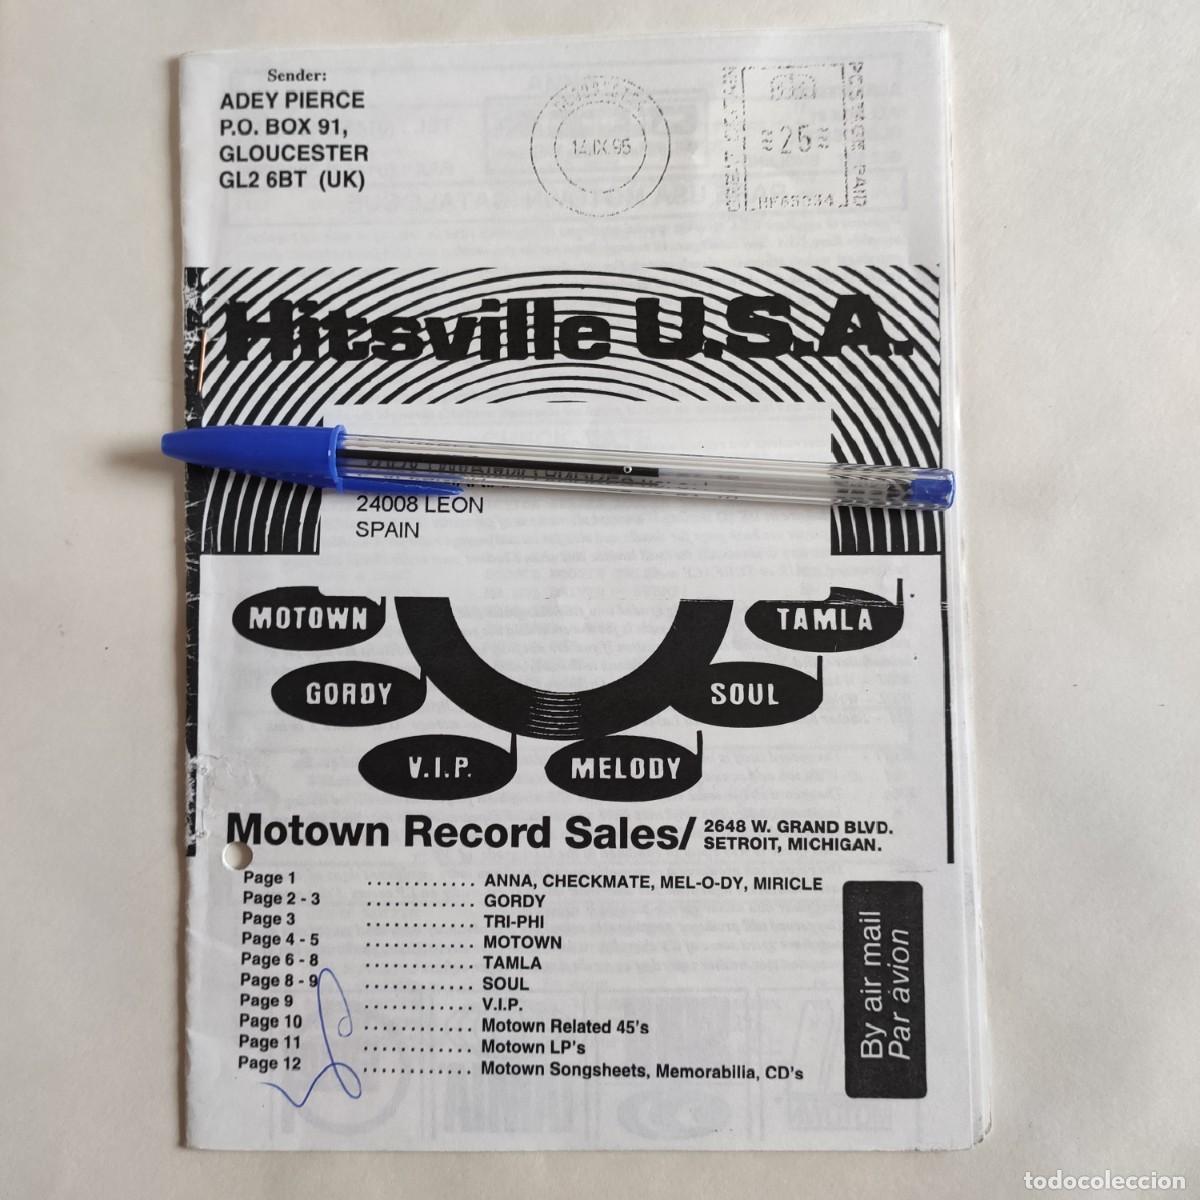 Sender:
ADEY PIERCE
P.O. BOX 91,
GLOUCESTER
GL2 6BT (UK)
14.IX.95
25
POSTAGE PAID
HF65934
Hitsville U.S.A.
24008 LEON
SPAIN
MOTOWN
TAMLA
GORDY
SOUL
V.I.P.
MELODY
Motown Record Sales/ 2648 W. GRAND BLVD.
SETROIT, MICHIGAN.
Page 1 ............ ANNA, CHECKMATE, MEL-O-DY, MIRICLE
Page 2 - 3 ............ GORDY
Page 3 ............ TRI-PHI
Page 4 - 5 ............ MOTOWN
Page 6 - 8 ............ TAMLA
Page 8 - 9 ............ SOUL
Page 9 ............ V.I.P.
Page 10 ............ Motown Related 45's
Page 11 ............ Motown LP's
Page 12 ............ Motown Songsheets, Memorabilia, CD's
By air mail
Par avion
todocoleccion